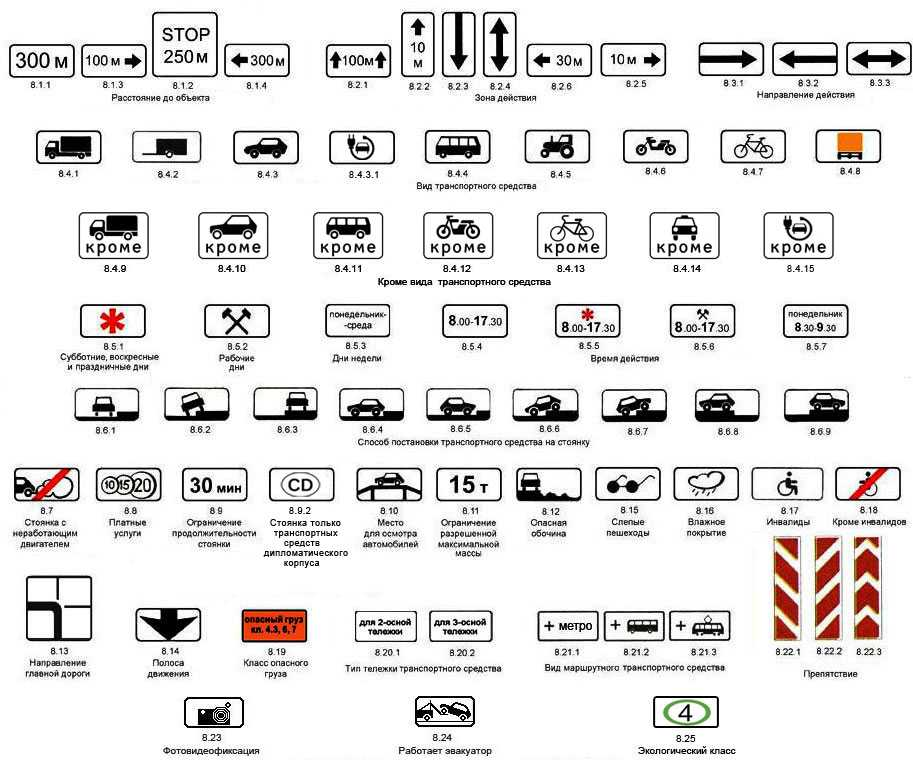 STOP
300 м 100 м 250 м 300 м 100м 10 м 30 м 10 м
8.1.1 8.1.3 8.1.2 8.1.4 8.2.1 8.2.2 8.2.3 8.2.4 8.2.6 8.2.5 8.3.1 8.3.2 8.3.3
Расстояние до объекта Зона действия Направление действия
8.4.1 8.4.2 8.4.3 8.4.3.1 8.4.4 8.4.5 8.4.6 8.4.7 8.4.8
Вид транспортного средства
кроме кроме кроме кроме кроме кроме кроме
8.4.9 8.4.10 8.4.11 8.4.12 8.4.13 8.4.14 8.4.15
Кроме вида транспортного средства
понедельник- понедельник
-среда 8.00-17.30 8.00-17.30 8.00-17.30 8.30-9.30
8.5.1 8.5.2 8.5.3 8.5.4 8.5.5 8.5.6 8.5.7
Субботние, воскресные Рабочие Дни недели Время действия
и праздничные дни дни
8.6.1 8.6.2 8.6.3 8.6.4 8.6.5 8.6.6 8.6.7 8.6.8 8.6.9
Способ постановки транспортного средства на стоянку
10 15 20 30 мин CD 15 т
8.7 8.8 8.9 8.9.2 8.10 8.11 8.12 8.15 8.16 8.17 8.18
Стоянка с Платные Ограничение Стоянка только Место Ограничение Опасная Слепые Влажное Инвалиды Кроме инвалидов
неработающим услуги продолжительности транспортных для осмотра разрешенной обочина пешеходы покрытие
двигателем стоянки средств автомобилей максимальной
дипломатического массы
корпуса
опасный груз для 2-осной для 3-осной + метро + +
кл. 4.3, 6, 7 тележки тележки
8.13 8.14 8.19 8.20.1 8.20.2 8.21.1 8.21.2 8.21.3 8.22.1 8.22.2 8.22.3
Направление Полоса Класс опасного Тип тележки транспортного средства Вид маршрутного транспортного средства Препятствие
главной дороги движения груза
4
8.23 8.24 8.25
Фотовидеофиксация Работает эвакуатор Экологический класс